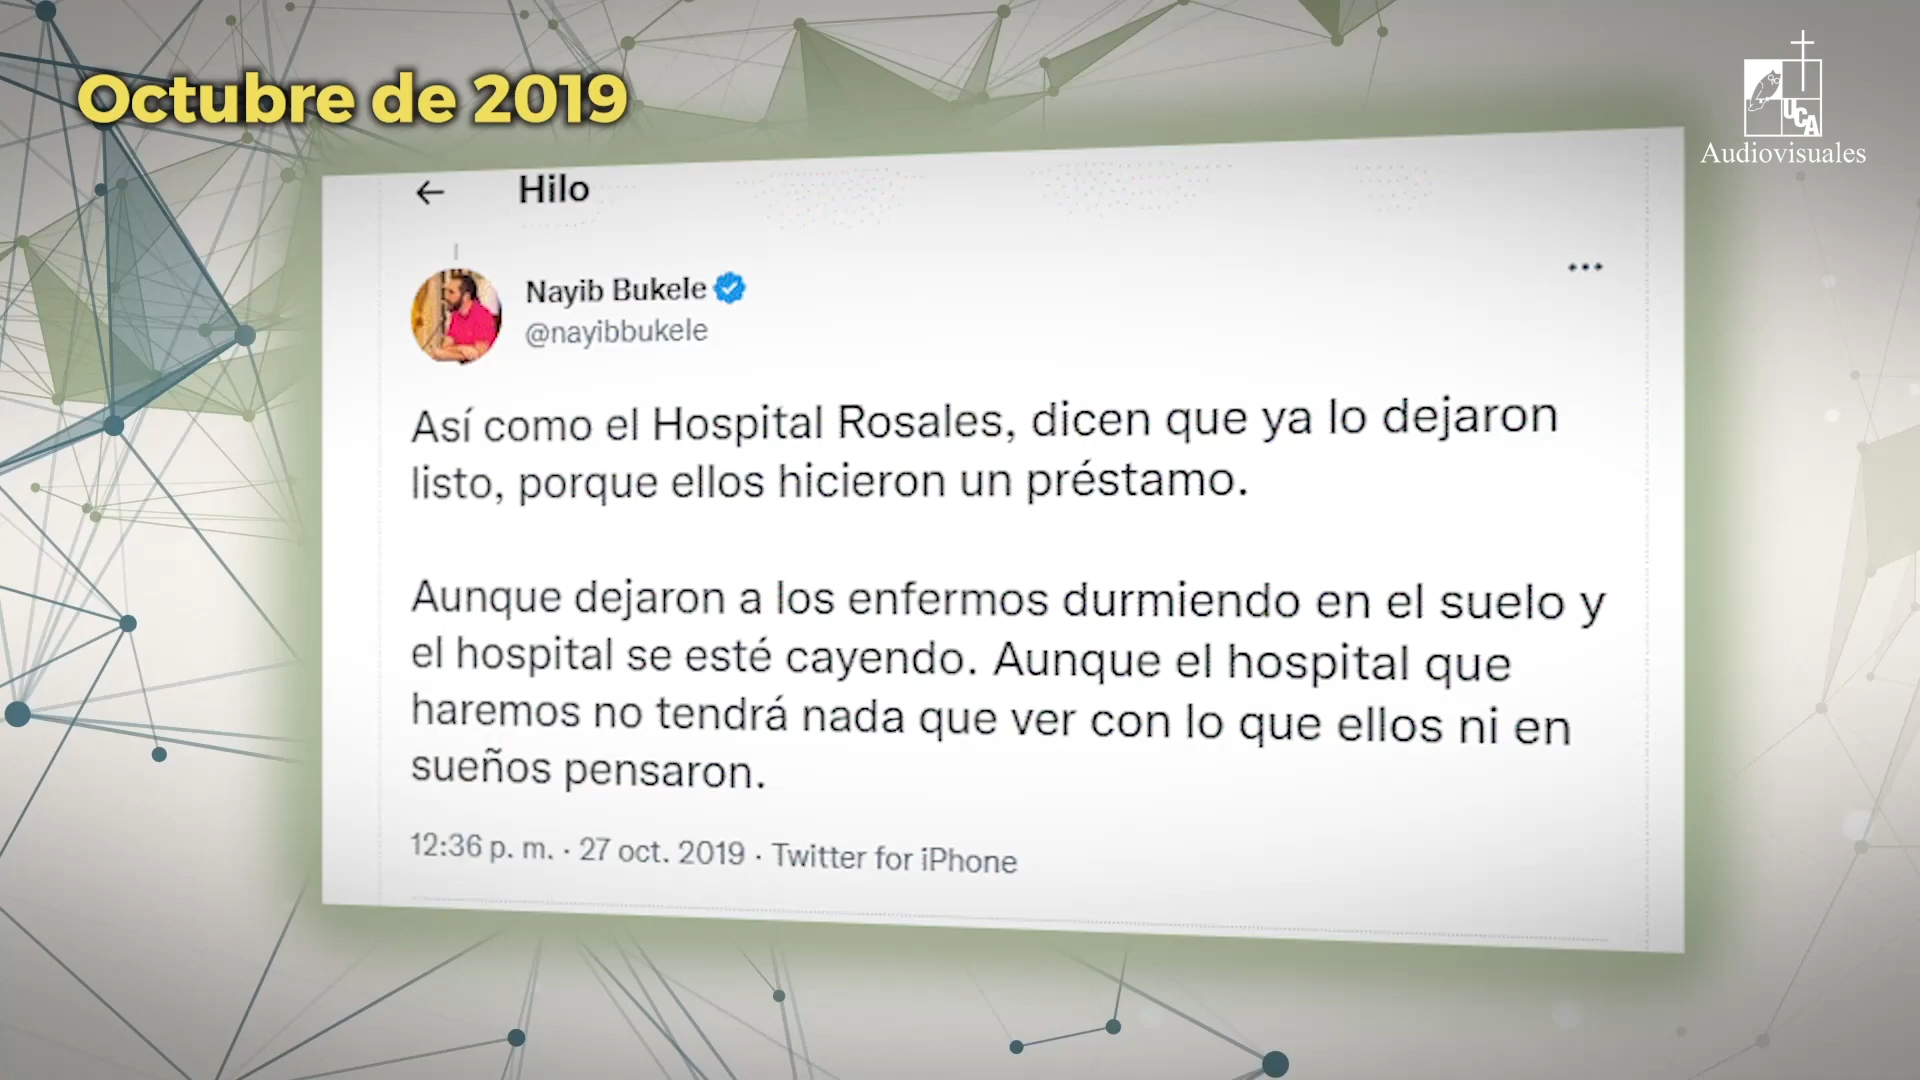 Octubre de 2019
UCA
Audiovisuales
Hilo
Nayib Bukele
@nayibbukele
Así como el Hospital Rosales, dicen que ya lo dejaron
listo, porque ellos hicieron un préstamo.
Aunque dejaron a los enfermos durmiendo en el suelo y
el hospital se esté cayendo. Aunque el hospital que
haremos no tendrá nada que ver con lo que ellos ni en
sueños pensaron.
12:36 p. m. · 27 oct. 2019 · Twitter for iPhone